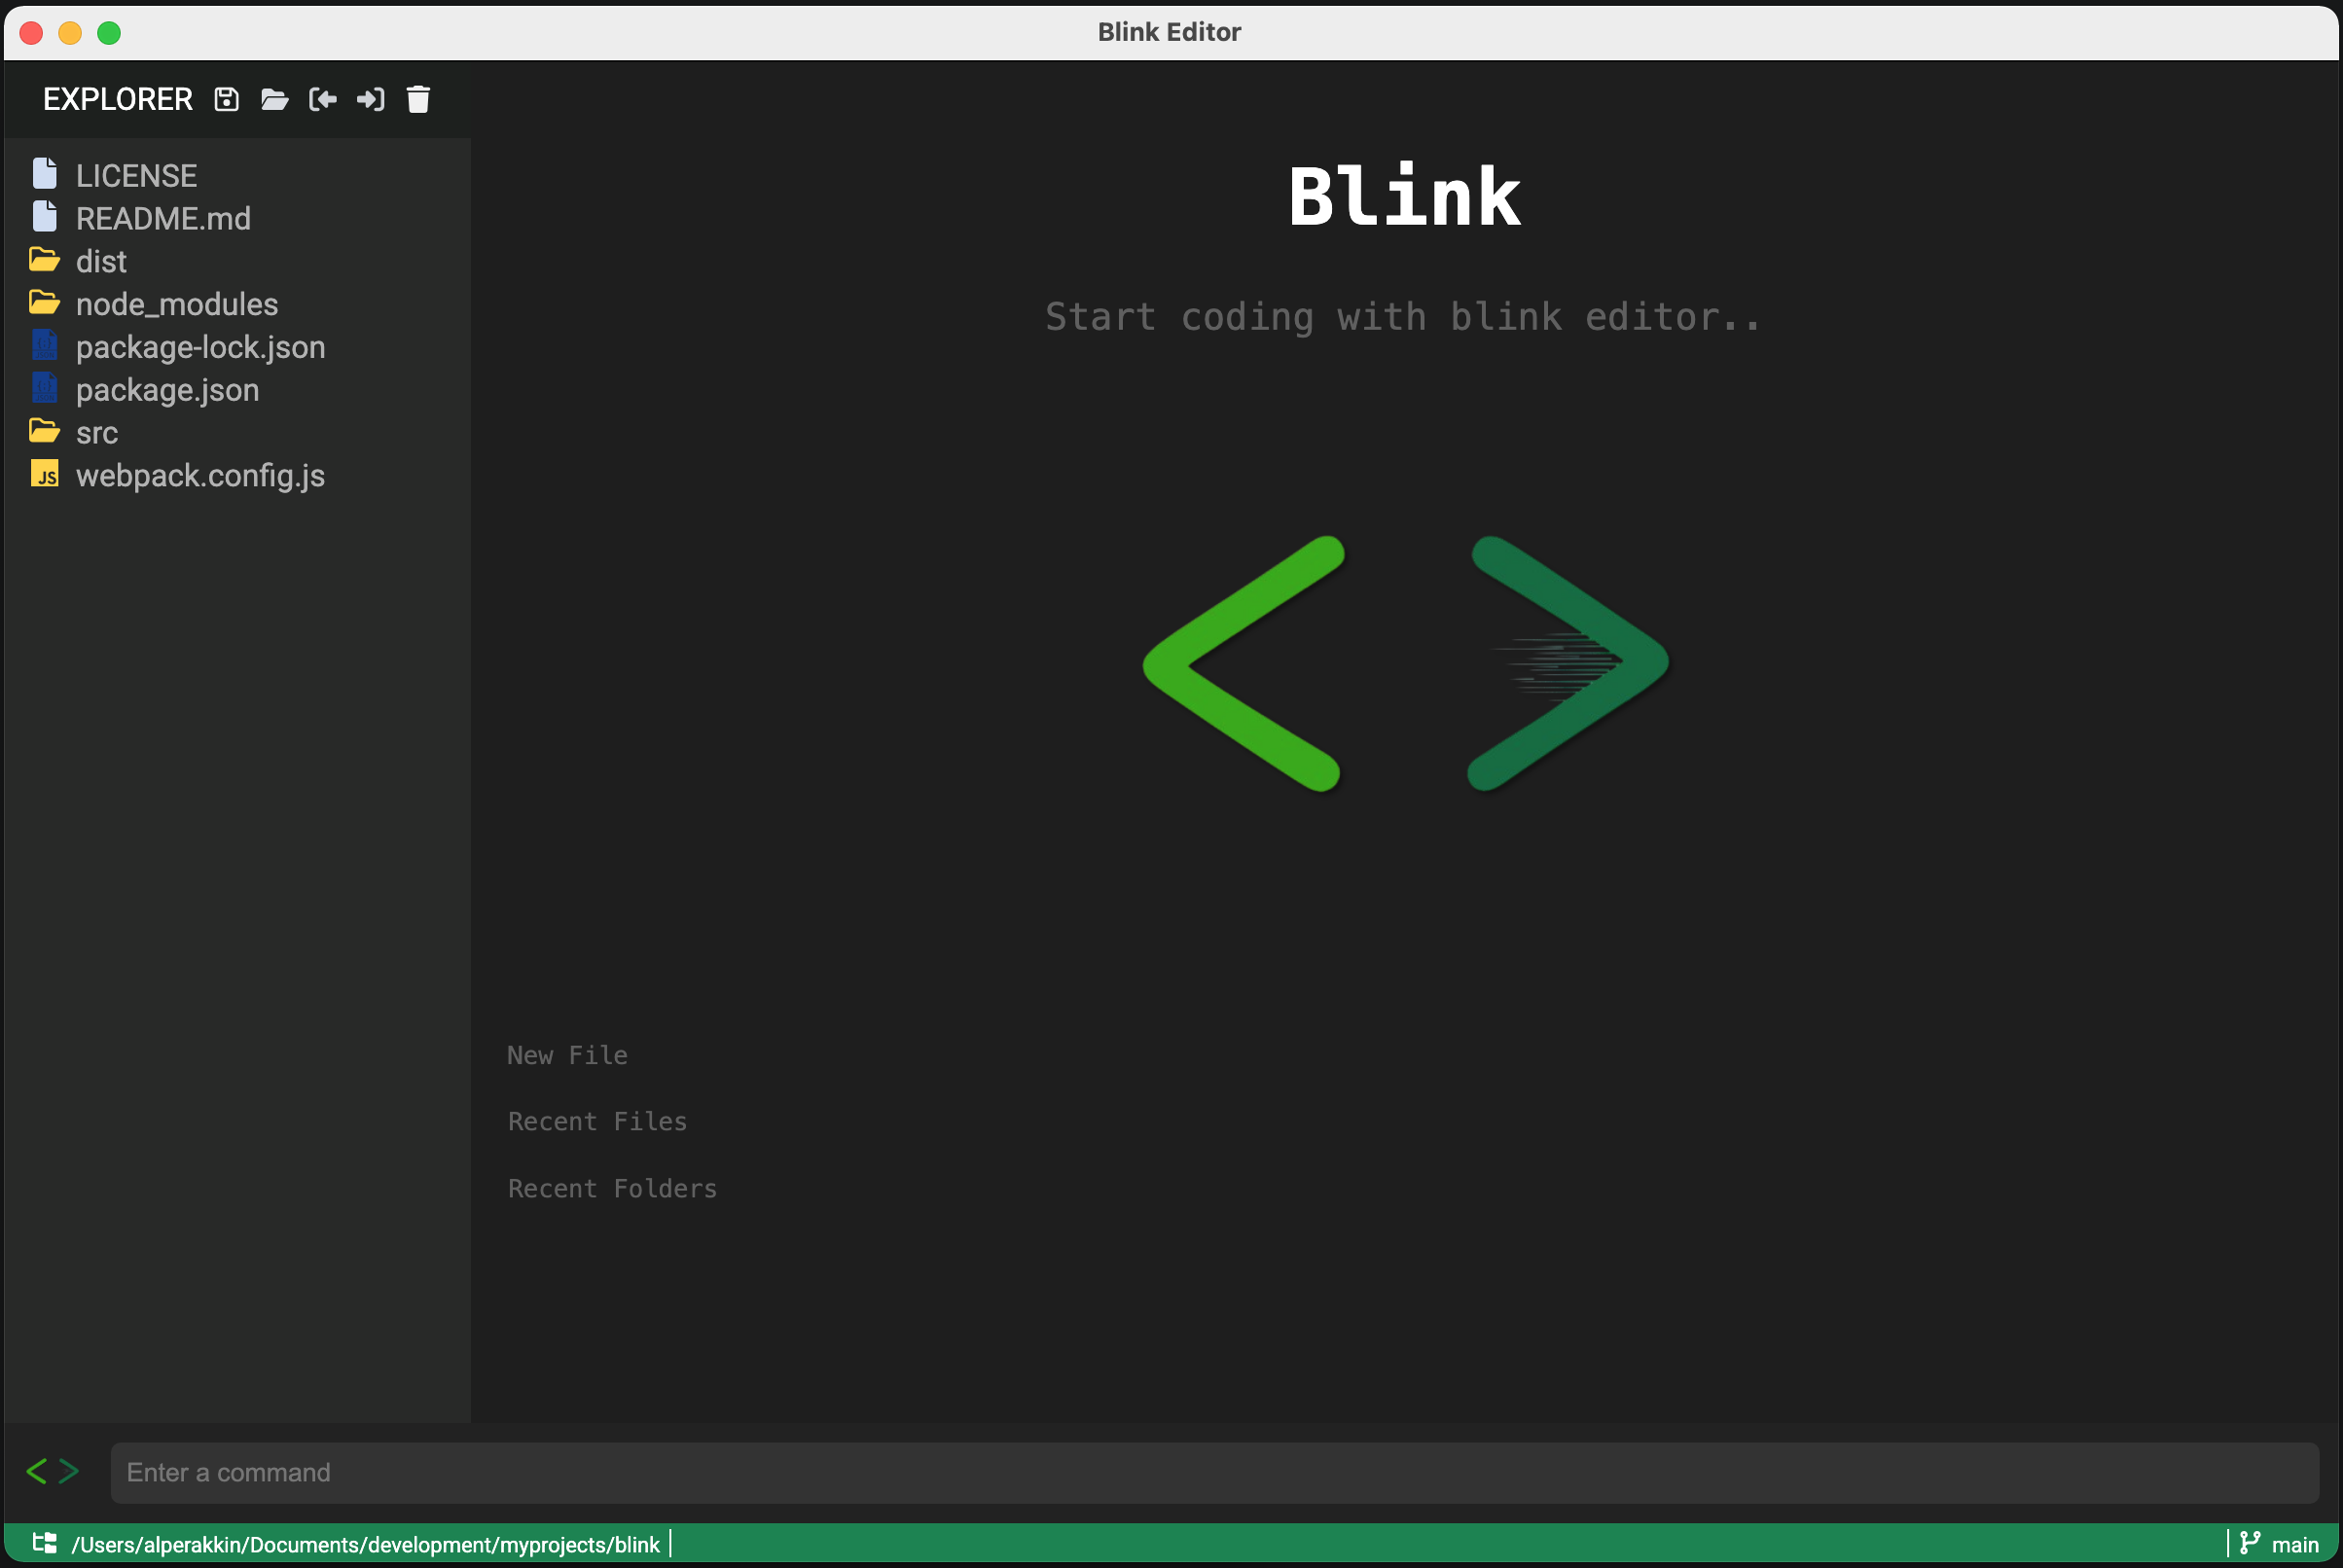 Blink Editor
EXPLORER
LICENSE
README.md
dist
node_modules
package-lock.json
package.json
src
JS webpack.config.js
Blink
Start coding with blink editor..
New File
Recent Files
Recent Folders
Enter a command
/Users/alperakkin/Documents/development/myprojects/blink
main